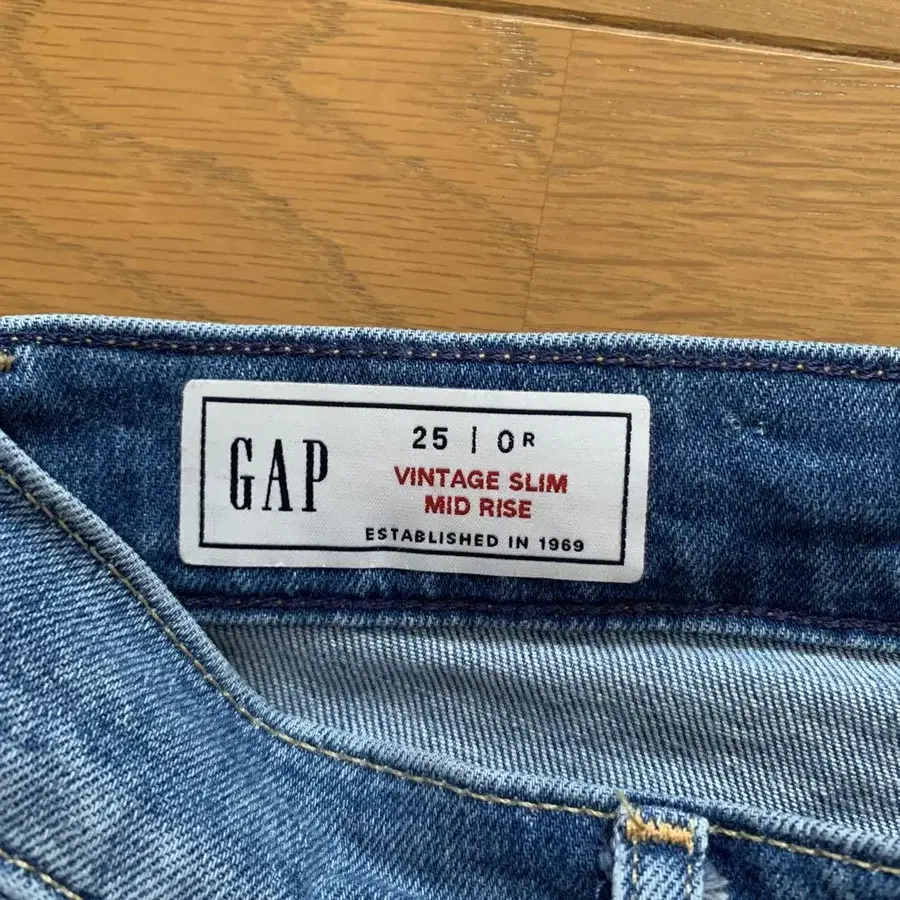 GAP
25 | 0R
VINTAGE SLIM
MID RISE
ESTABLISHED IN 1969